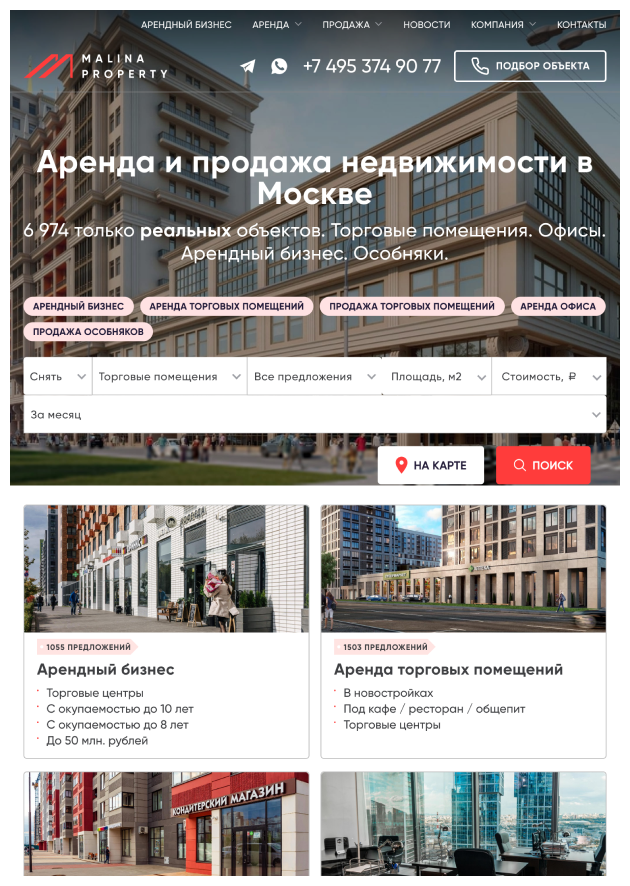 АРЕНДНЫЙ БИЗНЕС АРЕНДА ПРОДАЖА НОВОСТИ КОМПАНИЯ КОНТАКТЫ
MALINA
PROPERTY
+7 495 374 90 77 ПОДБОР ОБЪЕКТА
Аренда и продажа недвижимости в
Москве
6 974 только реальных объектов. Торговые помещения. Офисы.
Арендный бизнес. Особняки.
АРЕНДНЫЙ БИЗНЕС АРЕНДА ТОРГОВЫХ ПОМЕЩЕНИЙ ПРОДАЖА ТОРГОВЫХ ПОМЕЩЕНИЙ АРЕНДА ОФИСА
ПРОДАЖА ОСОБНЯКОВ
Снять Торговые помещения Все предложения Площадь, м2 Стоимость, ₽
За месяц
НА КАРТЕ ПОИСК
1055 ПРЕДЛОЖЕНИЙ
Арендный бизнес
Торговые центры
С окупаемостью до 10 лет
С окупаемостью до 8 лет
До 50 млн. рублей
1503 ПРЕДЛОЖЕНИЙ
Аренда торговых помещений
В новостройках
Под кафе / ресторан / общепит
Торговые центры
КОНДИТЕРСКИЙ МАГАЗИН